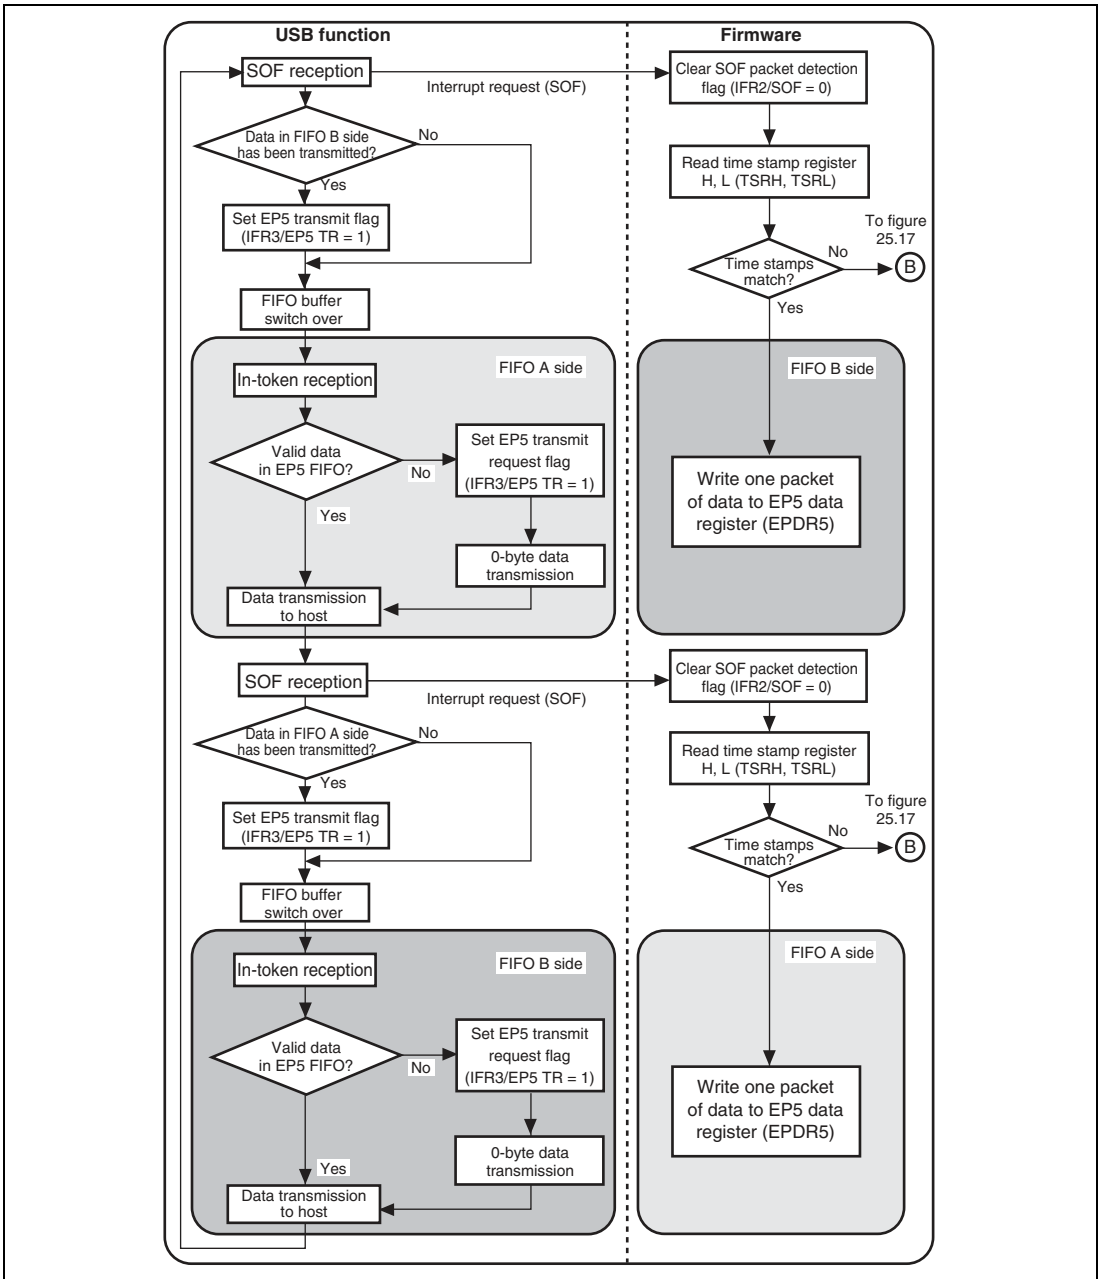 USB function
Firmware
SOF reception
Interrupt request (SOF)
Clear SOF packet detection
flag (IFR2/SOF = 0)
Data in FIFO B side
has been transmitted?
No
Yes
Set EP5 transmit flag
(IFR3/EP5 TR = 1)
Read time stamp register
H, L (TSRH, TSRL)
To figure
25.17
Time stamps
match?
No
B
Yes
FIFO buffer
switch over
FIFO A side
In-token reception
Valid data
in EP5 FIFO?
No
Set EP5 transmit
request flag
(IFR3/EP5 TR = 1)
Yes
0-byte data
transmission
Data transmission
to host
FIFO B side
Write one packet
of data to EP5 data
register (EPDR5)
SOF reception
Interrupt request (SOF)
Clear SOF packet detection
flag (IFR2/SOF = 0)
Data in FIFO A side
has been transmitted?
No
Yes
Set EP5 transmit flag
(IFR3/EP5 TR = 1)
Read time stamp register
H, L (TSRH, TSRL)
To figure
25.17
Time stamps
match?
No
B
Yes
FIFO buffer
switch over
FIFO B side
In-token reception
Valid data
in EP5 FIFO?
No
Set EP5 transmit
request flag
(IFR3/EP5 TR = 1)
Yes
0-byte data
transmission
Data transmission
to host
FIFO A side
Write one packet
of data to EP5 data
register (EPDR5)